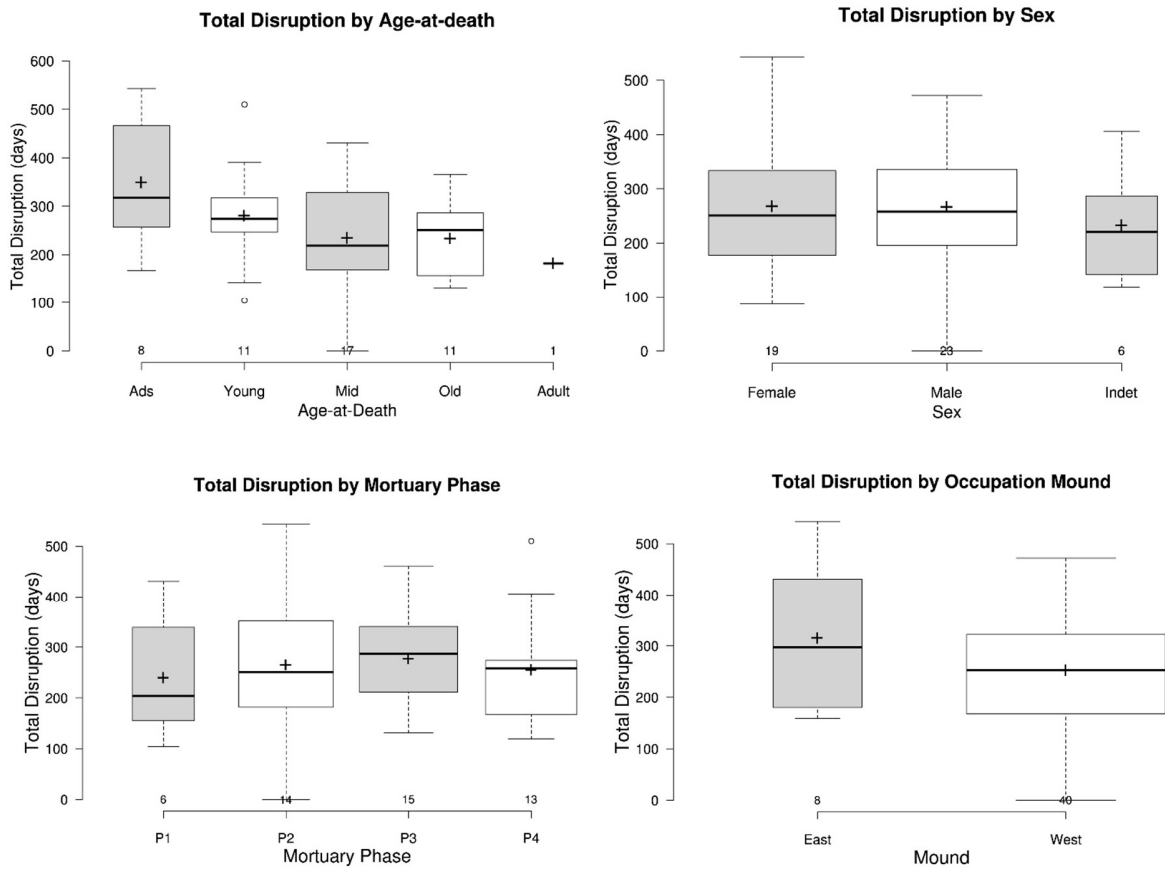 Total Disruption by Age-at-death
Total Disruption (days)
600
500
400
300
200
100
0
8
11
17
11
1
Ads
Young
Mid
Old
Adult
Age-at-Death
Total Disruption by Sex
Total Disruption (days)
500
400
300
200
100
0
19
23
6
Female
Male
Indet
Sex
Total Disruption by Mortuary Phase
Total Disruption (days)
500
400
300
200
100
0
6
14
15
13
P1
P2
P3
P4
Mortuary Phase
Total Disruption by Occupation Mound
Total Disruption (days)
500
400
300
200
100
0
8
40
East
West
Mound